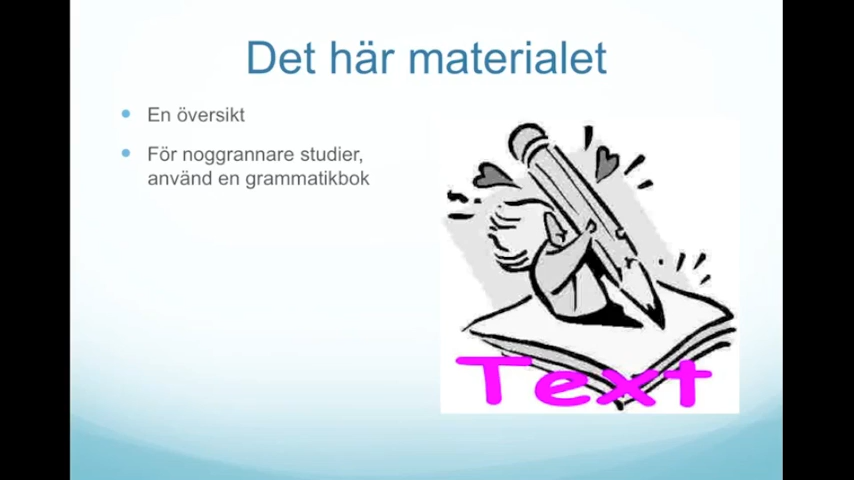 Det här materialet
En översikt
För noggrannare studier,
använd en grammatikbok
Text